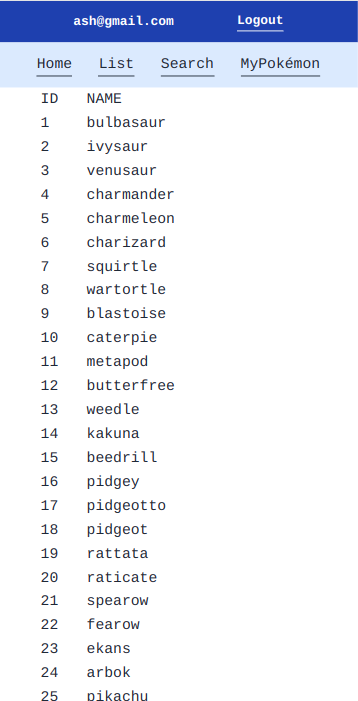 ash@gmail.com Logout
Home List Search MyPokémon
ID NAME
1 bulbasaur
2 ivysaur
3 venusaur
4 charmander
5 charmeleon
6 charizard
7 squirtle
8 wartortle
9 blastoise
10 caterpie
11 metapod
12 butterfree
13 weedle
14 kakuna
15 beedrill
16 pidgey
17 pidgeotto
18 pidgeot
19 rattata
20 raticate
21 spearow
22 fearow
23 ekans
24 arbok
25 pikachu